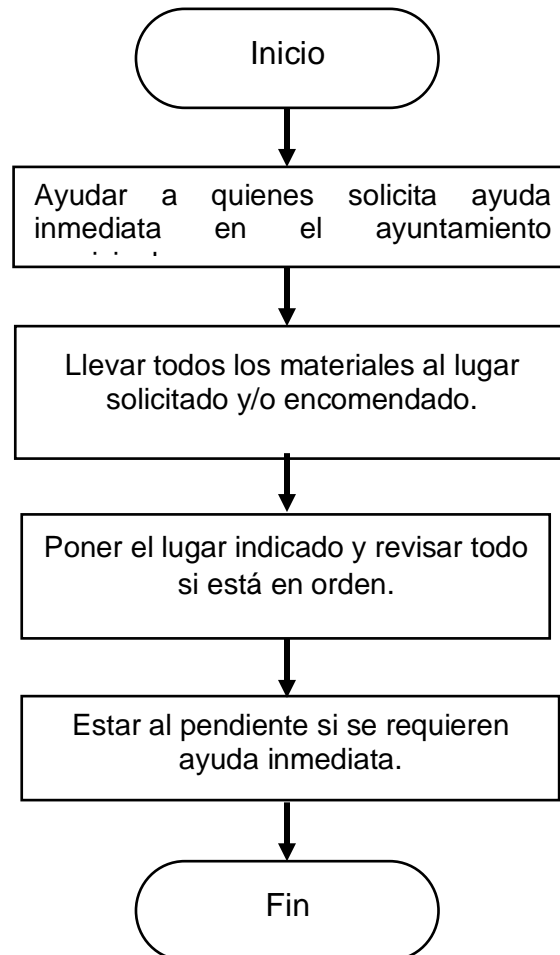 Inicio
Ayudar a quienes solicita ayuda
inmediata en el ayuntamiento
Llevar todos los materiales al lugar
solicitado y/o encomendado.
Poner el lugar indicado y revisar todo
si está en orden.
Estar al pendiente si se requieren
ayuda inmediata.
Fin